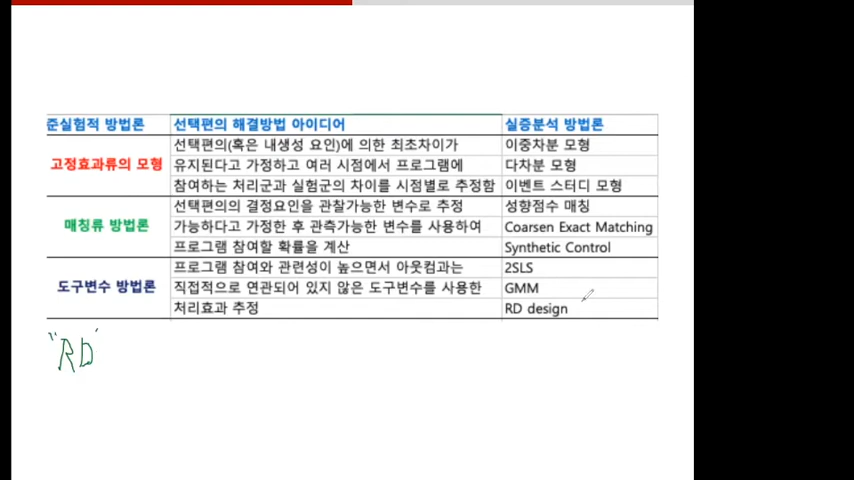 준실험적 방법론 선택편의 해결방법 아이디어 실증분석 방법론
선택편의(혹은 내생성 요인)에 의한 최초차이가 이중차분 모형
고정효과류의 모형 유지된다고 가정하고 여러 시점에서 프로그램에 다차분 모형
참여하는 처리군과 실험군의 차이를 시점별로 추정함 이벤트 스터디 모형
선택편의의 결정요인을 관찰가능한 변수로 추정 성향점수 매칭
매칭류 방법론 가능하다고 가정한 후 관측가능한 변수를 사용하여 Coarsen Exact Matching
프로그램 참여할 확률을 계산 Synthetic Control
프로그램 참여와 관련성이 높으면서 아웃컴과는 2SLS
도구변수 방법론 직접적으로 연관되어 있지 않은 도구변수를 사용한 GMM
처리효과 추정 RD design
"RD"